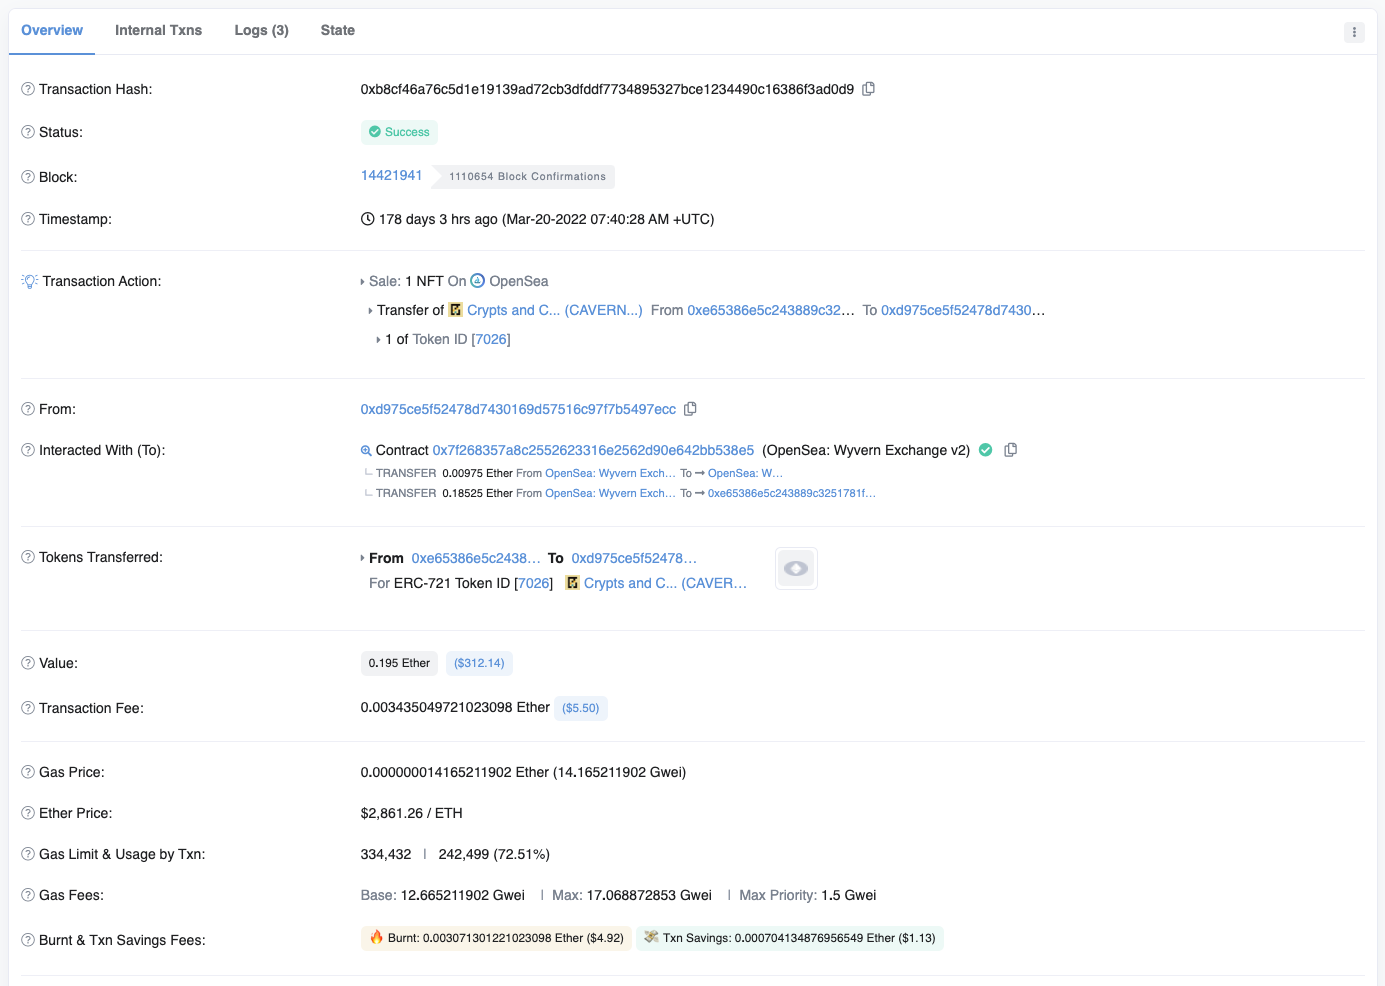 Overview Internal Txns Logs (3) State
Transaction Hash: 0xb8cf46a76c5d1e19139ad72cb3dfddf7734895327bce1234490c16386f3ad0d9
Status: Success
Block: 14421941 1110654 Block Confirmations
Timestamp: 178 days 3 hrs ago (Mar-20-2022 07:40:28 AM +UTC)
Transaction Action: Sale: 1 NFT On OpenSea
Transfer of Crypts and C... (CAVERN...) From 0xe65386e5c243889c32... To 0xd975ce5f52478d7430...
1 of Token ID [7026]
From: 0xd975ce5f52478d7430169d57516c97f7b5497ecc
Interacted With (To): Contract 0x7f268357a8c2552623316e2562d90e642bb538e5 (OpenSea: Wyvern Exchange v2)
TRANSFER 0.00975 Ether From OpenSea: Wyvern Exch... To → OpenSea: W...
TRANSFER 0.18525 Ether From OpenSea: Wyvern Exch... To → 0xe65386e5c243889c3251781f...
Tokens Transferred: From 0xe65386e5c2438... To 0xd975ce5f52478...
For ERC-721 Token ID [7026] Crypts and C... (CAVER...
Value: 0.195 Ether ($312.14)
Transaction Fee: 0.003435049721023098 Ether ($5.50)
Gas Price: 0.000000014165211902 Ether (14.165211902 Gwei)
Ether Price: $2,861.26 / ETH
Gas Limit & Usage by Txn: 334,432 | 242,499 (72.51%)
Gas Fees: Base: 12.665211902 Gwei | Max: 17.068872853 Gwei | Max Priority: 1.5 Gwei
Burnt & Txn Savings Fees: Burnt: 0.003071301221023098 Ether ($4.92) Txn Savings: 0.000704134876956549 Ether ($1.13)